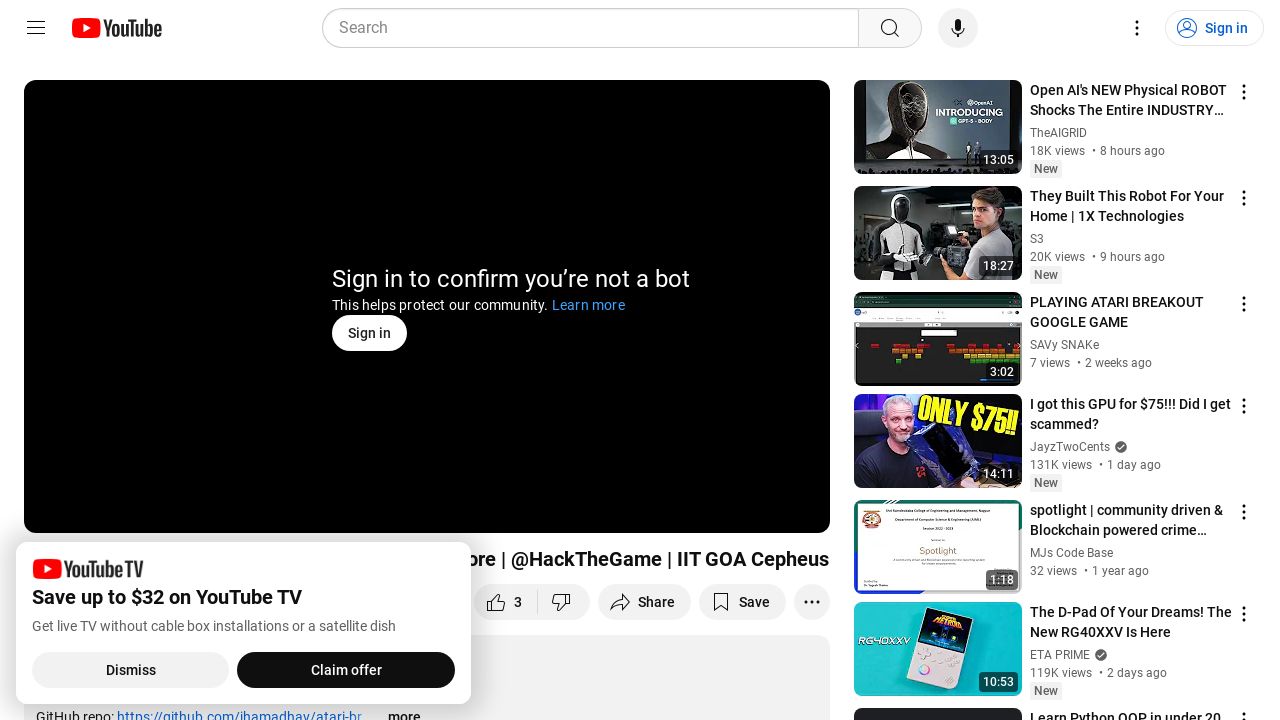 YouTube
Search
Sign in
Sign in to confirm you’re not a bot
This helps protect our community. Learn more
Sign in
ore | @HackTheGame | IIT GOA Cepheus
3
Share
Save
YouTube TV
Save up to $32 on YouTube TV
Get live TV without cable box installations or a satellite dish
Dismiss
Claim offer
GitHub repo: https://github.com/jhamadhav/atari-br
...more
OpenAI
INTRODUCING
GPT-5 - BODY
13:05
Open AI's NEW Physical ROBOT
Shocks The Entire INDUSTRY…
TheAIGRID
18K views • 8 hours ago
New
18:27
They Built This Robot For Your
Home | 1X Technologies
S3
20K views • 9 hours ago
New
3:02
PLAYING ATARI BREAKOUT
GOOGLE GAME
SAVy SNAKe
7 views • 2 weeks ago
ONLY $75!!
14:11
I got this GPU for $75!!! Did I get
scammed?
JayzTwoCents
131K views • 1 day ago
New
Spotlight
1:18
spotlight | community driven &
Blockchain powered crime…
MJs Code Base
32 views • 1 year ago
RG40XXV
10:53
The D-Pad Of Your Dreams! The
New RG40XXV Is Here
ETA PRIME
119K views • 2 days ago
New
Learn Python OOP in under 20